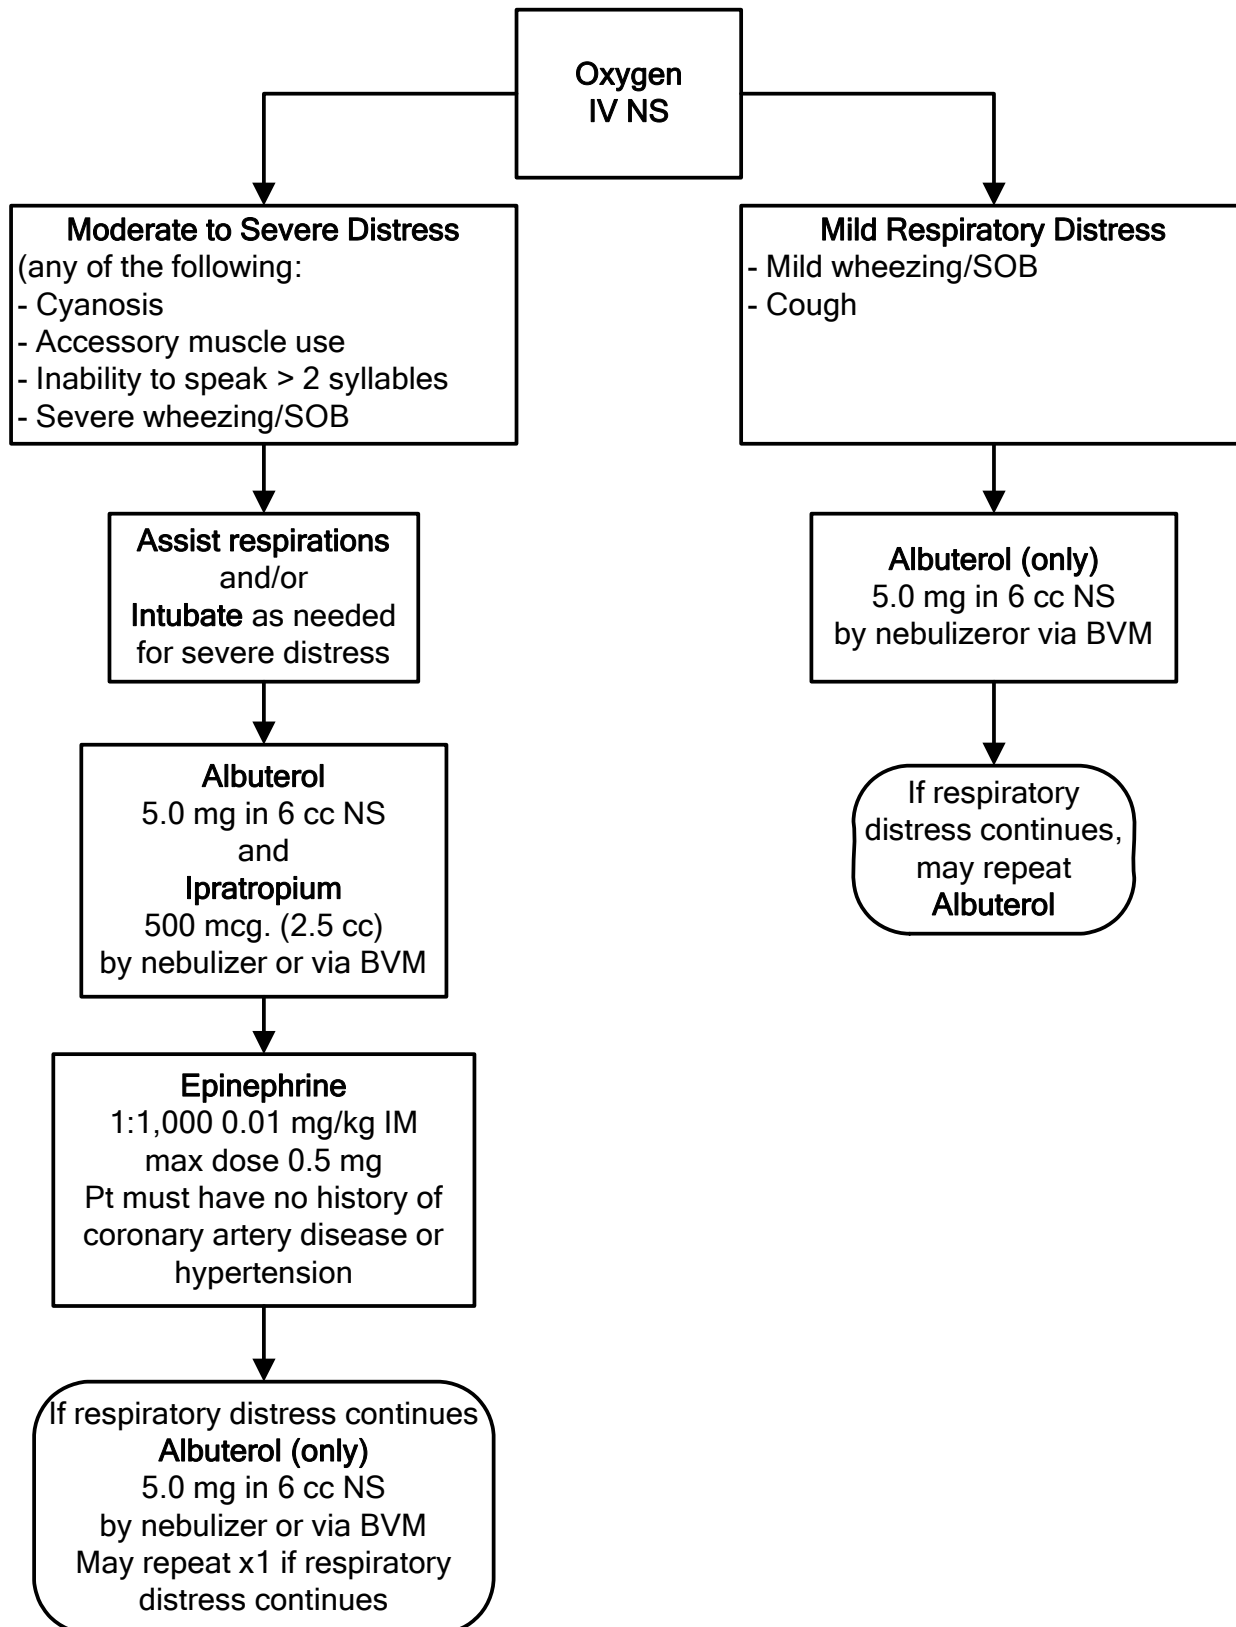 Oxygen
IV NS
Moderate to Severe Distress
(any of the following:
- Cyanosis
- Accessory muscle use
- Inability to speak > 2 syllables
- Severe wheezing/SOB
Mild Respiratory Distress
- Mild wheezing/SOB
- Cough
Assist respirations
and/or
Intubate as needed
for severe distress
Albuterol (only)
5.0 mg in 6 cc NS
by nebulizeror via BVM
Albuterol
5.0 mg in 6 cc NS
and
Ipratropium
500 mcg. (2.5 cc)
by nebulizer or via BVM
If respiratory
distress continues,
may repeat
Albuterol
Epinephrine
1:1,000 0.01 mg/kg IM
max dose 0.5 mg
Pt must have no history of
coronary artery disease or
hypertension
If respiratory distress continues
Albuterol (only)
5.0 mg in 6 cc NS
by nebulizer or via BVM
May repeat x1 if respiratory
distress continues